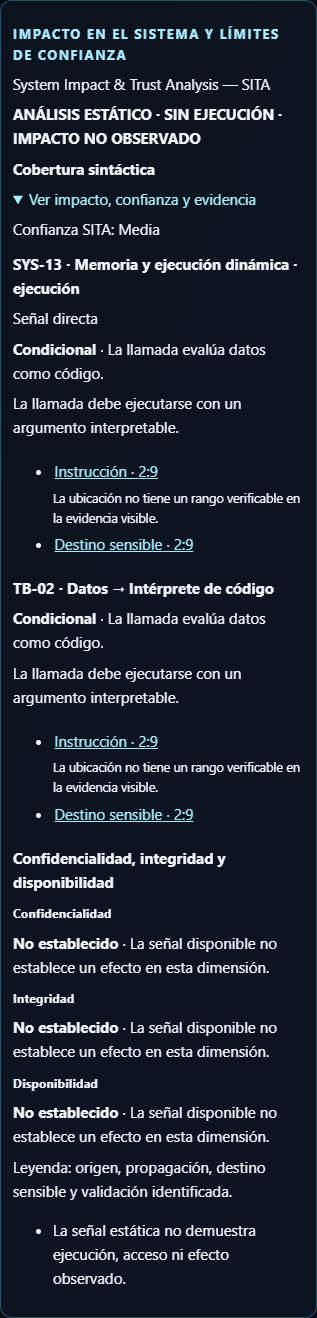 IMPACTO EN EL SISTEMA Y LÍMITES
DE CONFIANZA
System Impact & Trust Analysis — SITA
ANÁLISIS ESTÁTICO · SIN EJECUCIÓN ·
IMPACTO NO OBSERVADO
Cobertura sintáctica
▼ Ver impacto, confianza y evidencia
Confianza SITA: Media
SYS-13 · Memoria y ejecución dinámica ·
ejecución
Señal directa
Condicional · La llamada evalúa datos
como código.
La llamada debe ejecutarse con un
argumento interpretable.
• Instrucción · 2:9
La ubicación no tiene un rango verificable en
la evidencia visible.
• Destino sensible · 2:9
TB-02 · Datos → Intérprete de código
Condicional · La llamada evalúa datos
como código.
La llamada debe ejecutarse con un
argumento interpretable.
• Instrucción · 2:9
La ubicación no tiene un rango verificable en
la evidencia visible.
• Destino sensible · 2:9
Confidencialidad, integridad y
disponibilidad
Confidencialidad
No establecido · La señal disponible no
establece un efecto en esta dimensión.
Integridad
No establecido · La señal disponible no
establece un efecto en esta dimensión.
Disponibilidad
No establecido · La señal disponible no
establece un efecto en esta dimensión.
Leyenda: origen, propagación, destino
sensible y validación identificada.
• La señal estática no demuestra
ejecución, acceso ni efecto
observado.